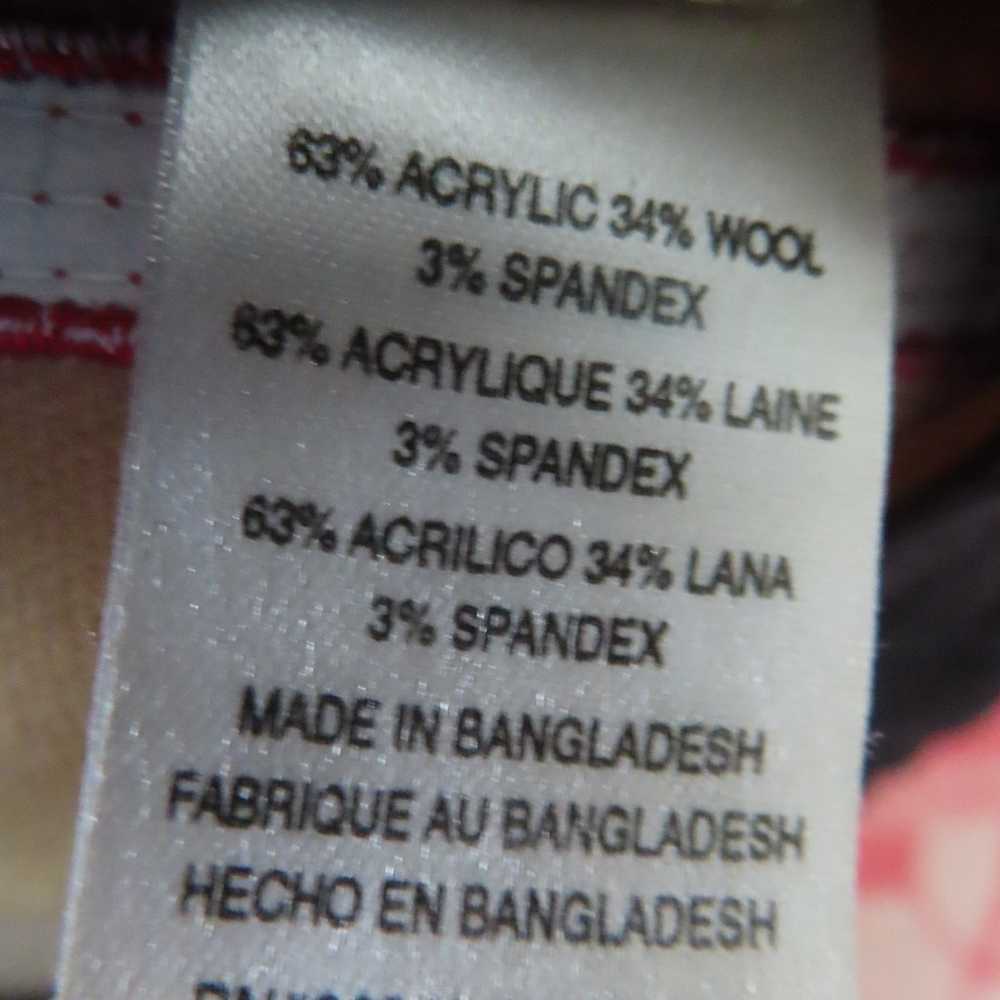 63% ACRYLIC 34% WOOL
3% SPANDEX
63% ACRYLIQUE 34% LAINE
3% SPANDEX
63% ACRILICO 34% LANA
3% SPANDEX
MADE IN BANGLADESH
FABRIQUE AU BANGLADESH
HECHO EN BANGLADESH